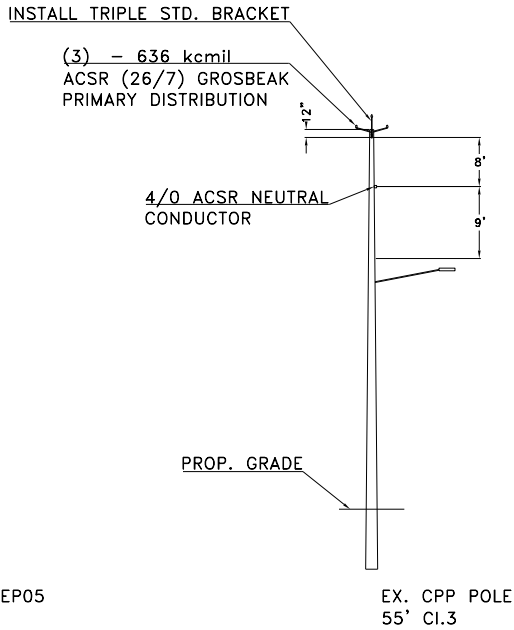 INSTALL TRIPLE STD. BRACKET
(3) - 636 kcmil
ACSR (26/7) GROSBEAK
PRIMARY DISTRIBUTION
12"
8'
4/0 ACSR NEUTRAL
CONDUCTOR
9'
PROP. GRADE
EP05
EX. CPP POLE
55' Cl.3